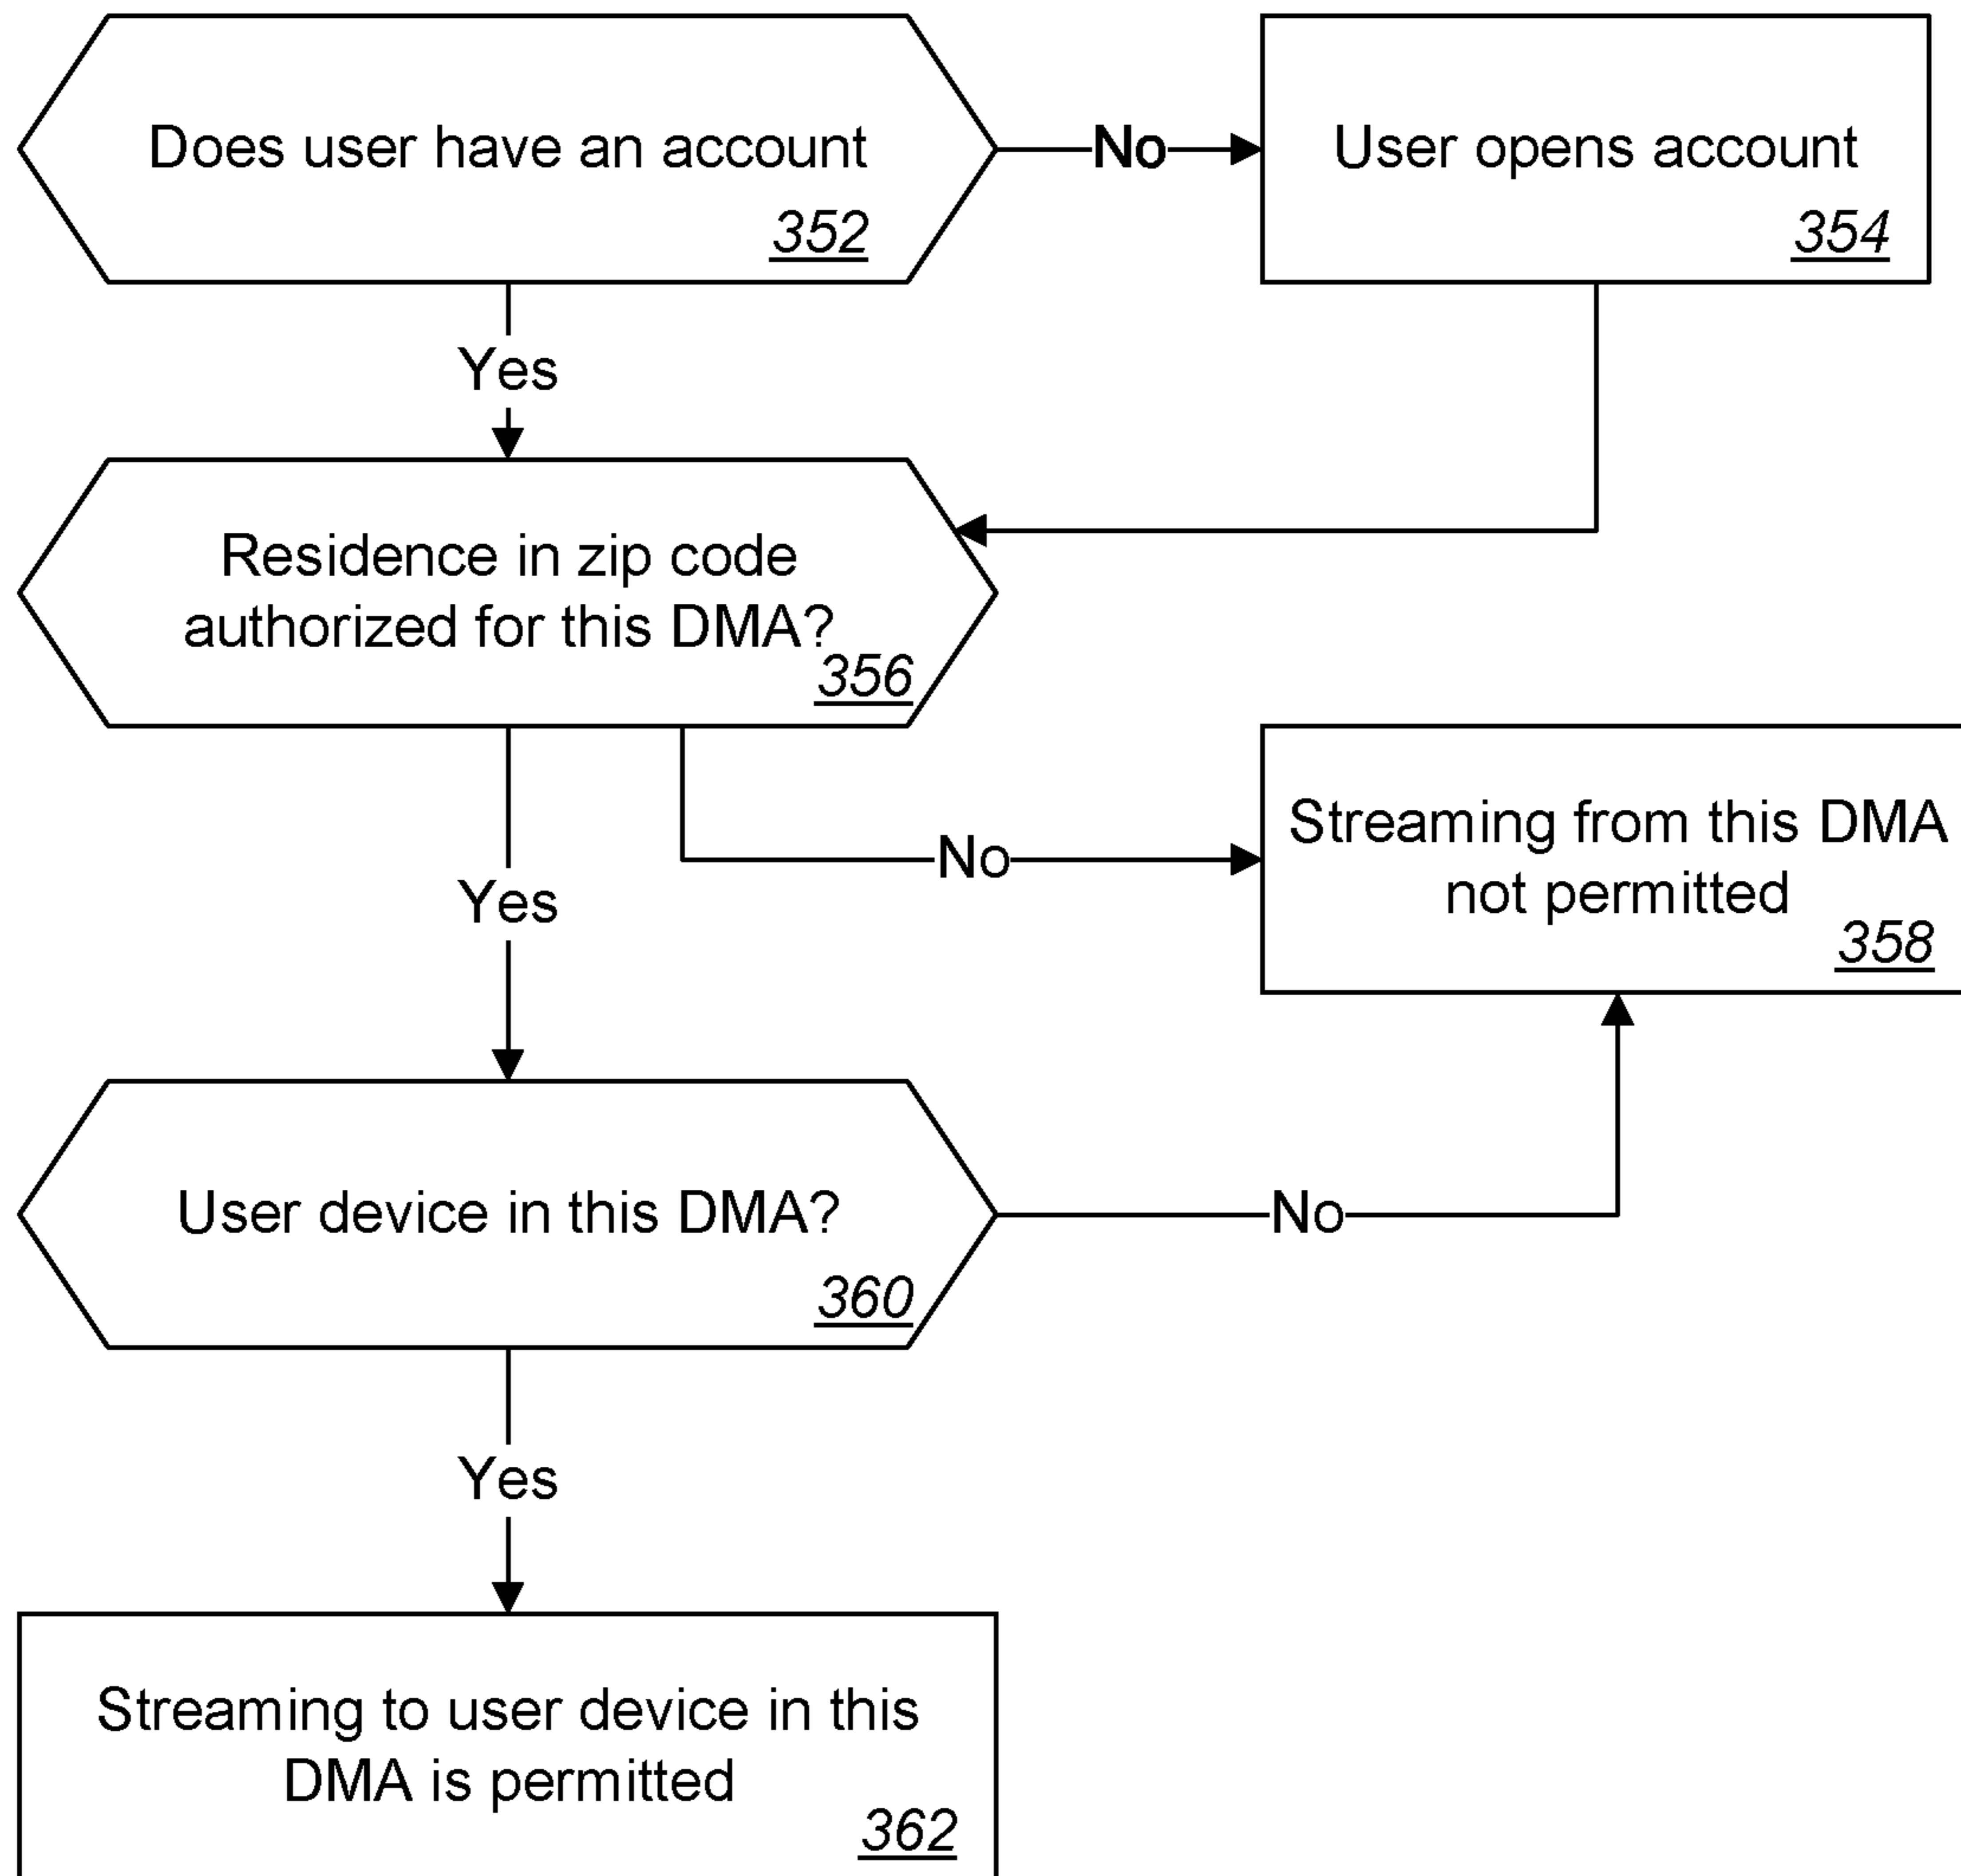 Does user have an account
352
No
User opens account
354
Yes
Residence in zip code
authorized for this DMA?
356
No
Streaming from this DMA
not permitted
358
Yes
User device in this DMA?
360
No
Yes
Streaming to user device in this
DMA is permitted
362